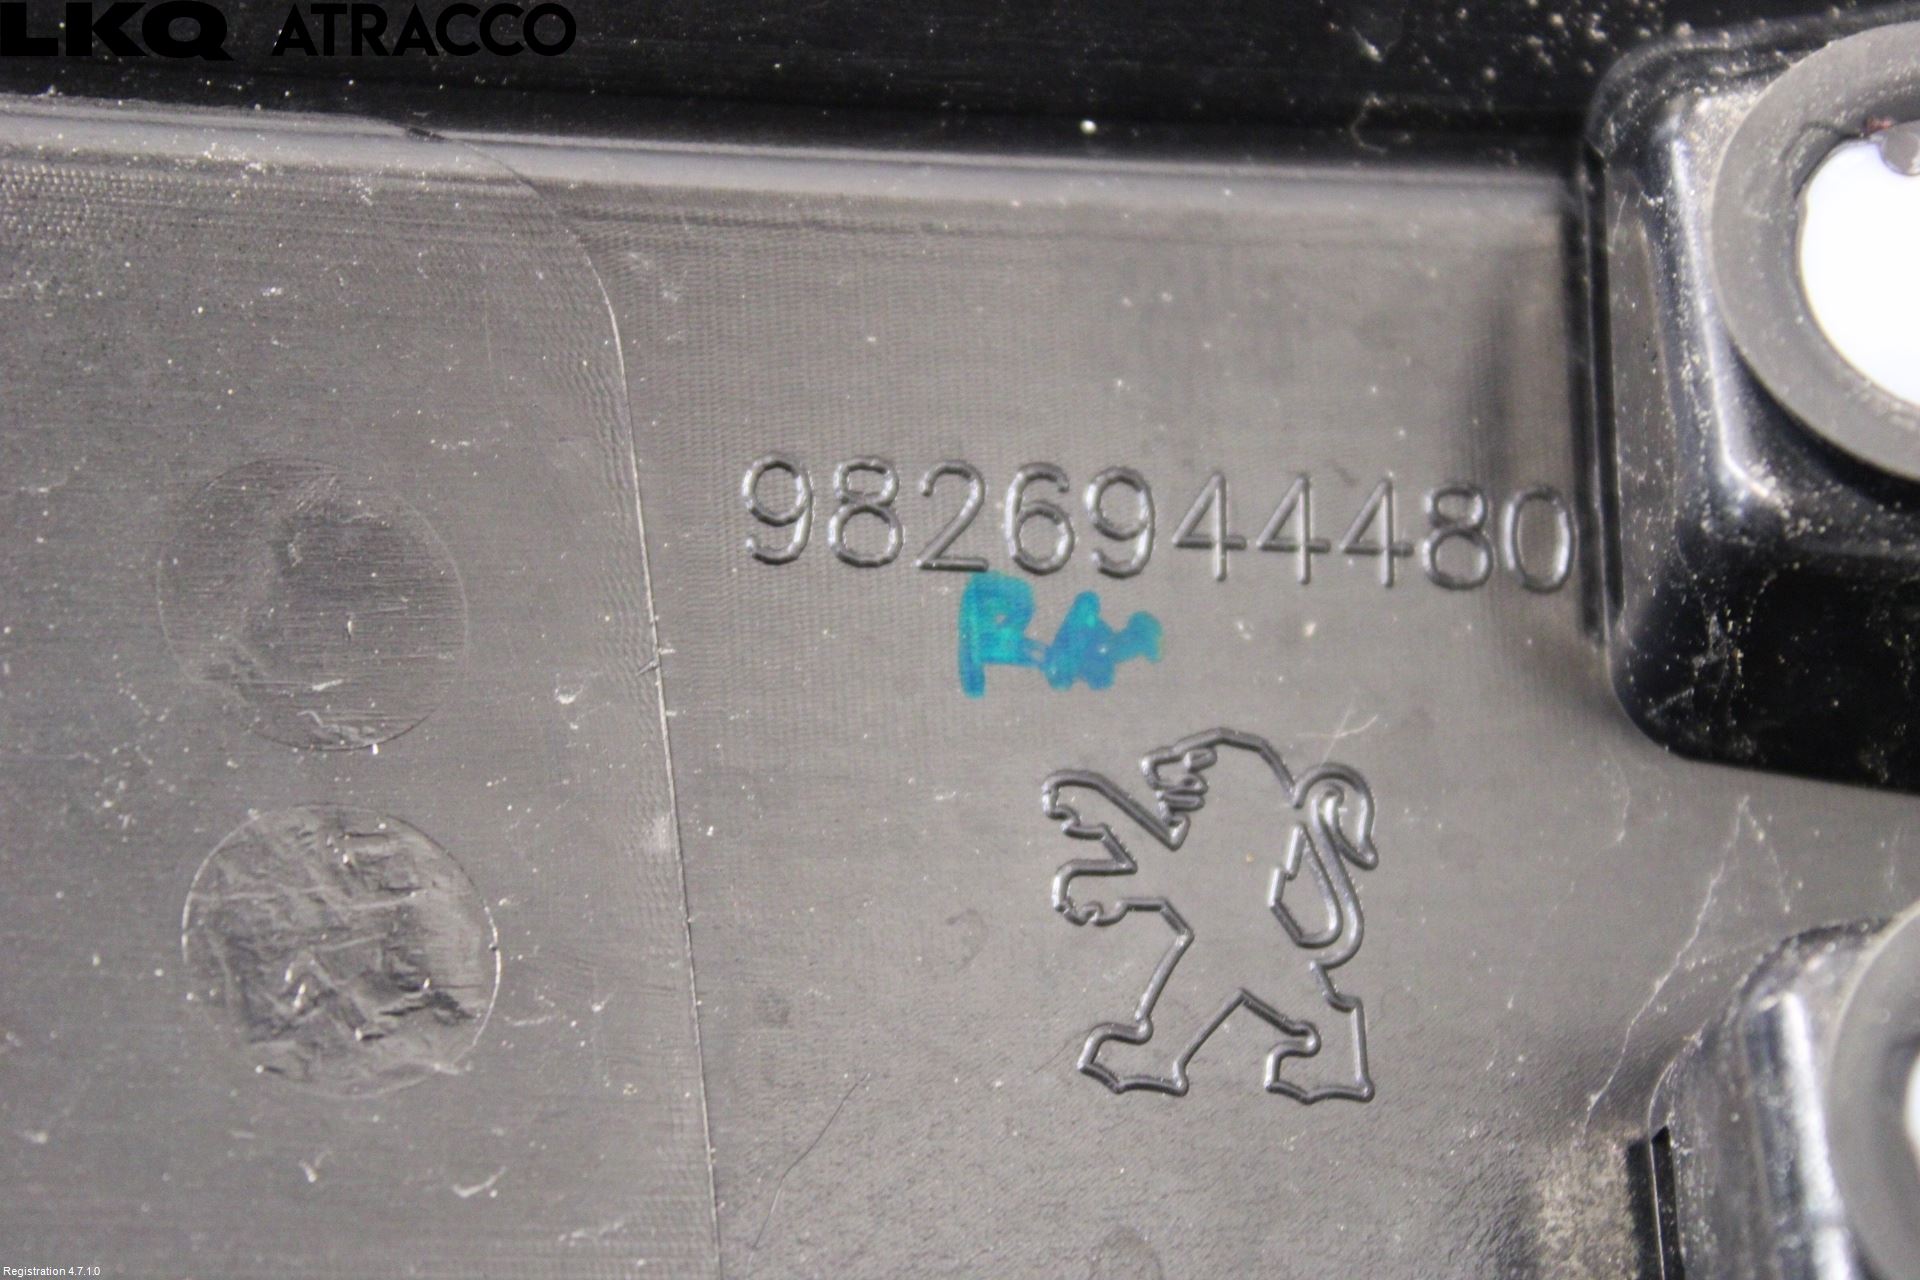 LKQ ATRACCO
9826944480
Registration 4.7.1.0